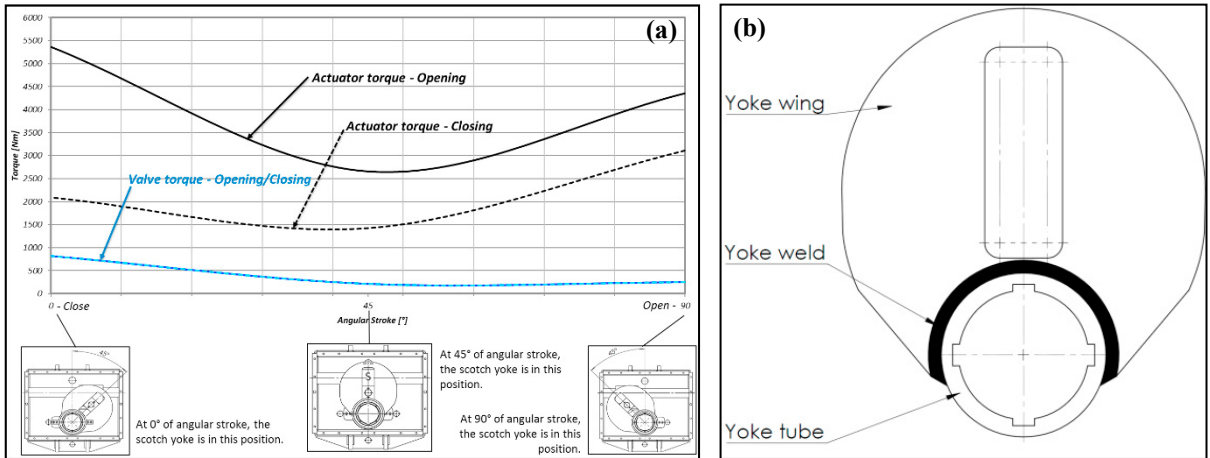 (a)
6000
5500
5000
4500
4000
3500
3000
2500
2000
1500
1000
500
0
Torque [Nm]
Actuator torque - Opening
Actuator torque - Closing
Valve torque - Opening/Closing
0 - Close
45
Open - 90
Angular Stroke [°]
45°
At 0° of angular stroke, the
scotch yoke is in this position.
S
At 45° of angular stroke,
the scotch yoke is in this
position.
At 90° of angular stroke,
the scotch yoke is in this
position.
(b)
Yoke wing
Yoke weld
Yoke tube